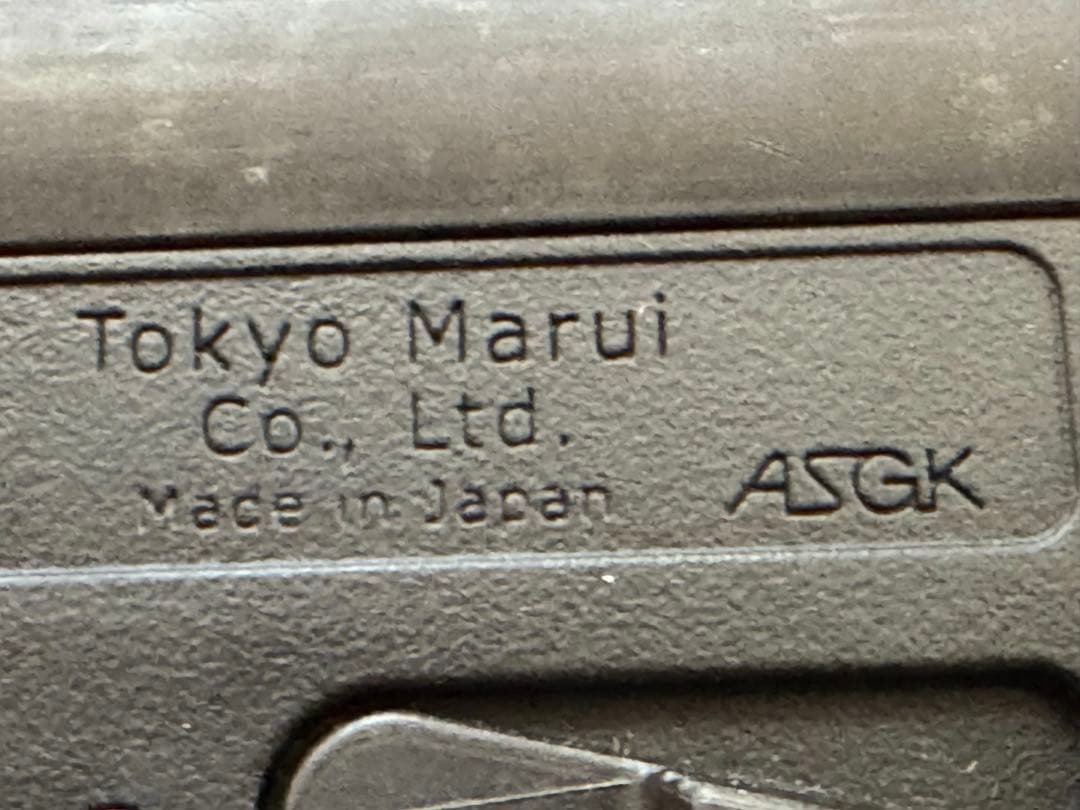 Tokyo Marui
Co., Ltd.
Made in Japan
ASGK